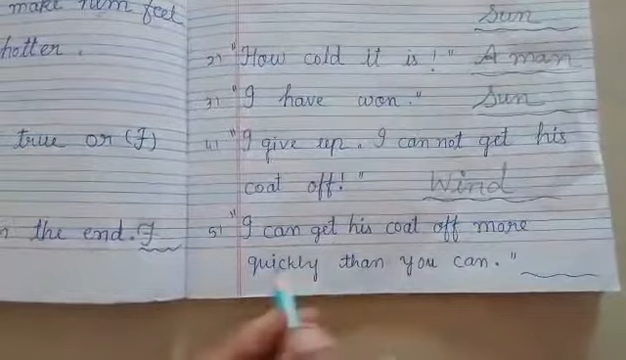 make him feel
hotter.
true or (F)
the end. F
Sun
2) "How cold it is!" A man
3) "I have won." Sun
4) "I give up. I cannot get his
coat off!" Wind
5) "I can get his coat off more
quickly than you can."